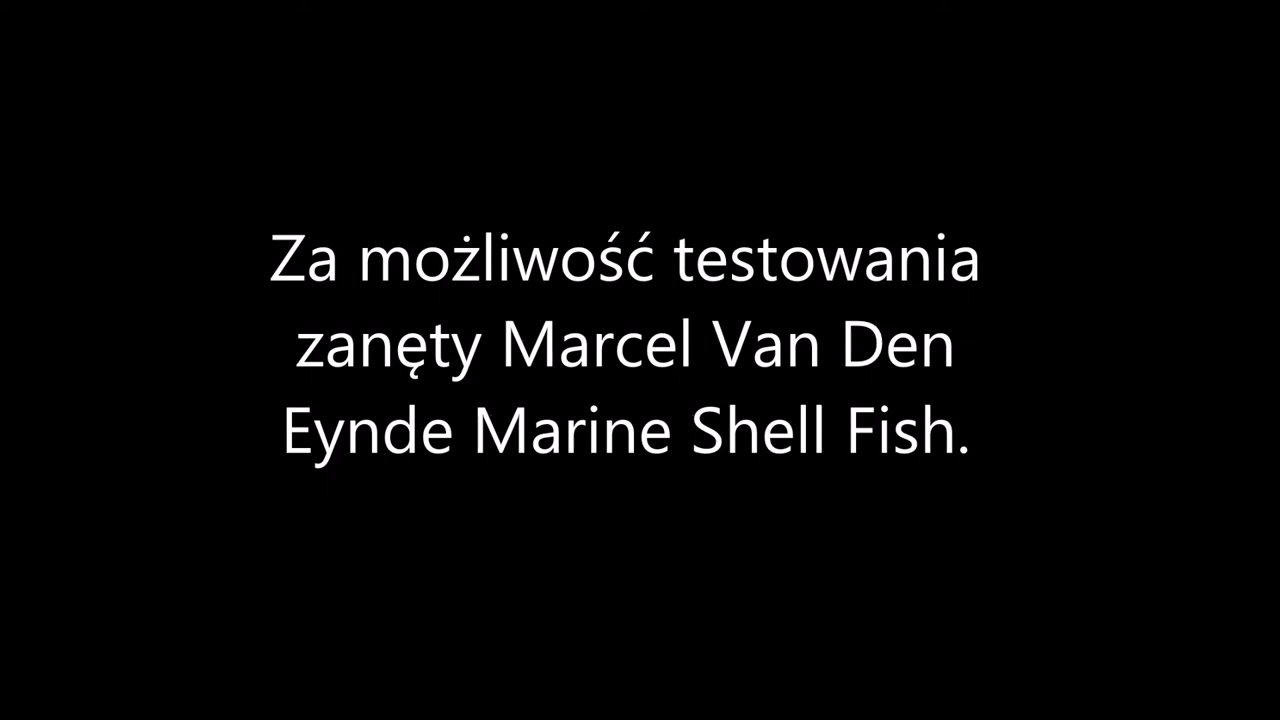 Za możliwość testowania
zanęty Marcel Van Den
Eynde Marine Shell Fish.